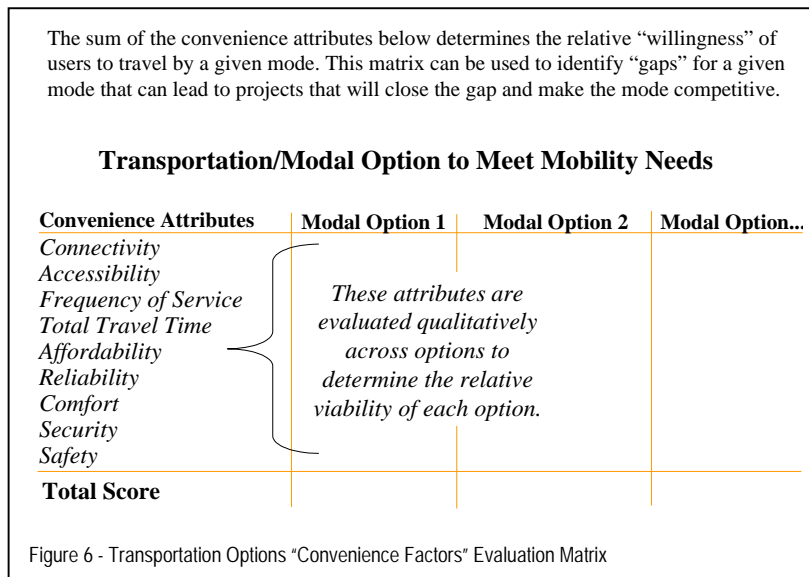 The sum of the convenience attributes below determines the relative “willingness” of
users to travel by a given mode. This matrix can be used to identify “gaps” for a given
mode that can lead to projects that will close the gap and make the mode competitive.
Transportation/Modal Option to Meet Mobility Needs
Convenience Attributes Modal Option 1 Modal Option 2 Modal Option...
Connectivity
Accessibility
Frequency of Service
Total Travel Time
Affordability
Reliability
Comfort
Security
Safety
These attributes are
evaluated qualitatively
across options to
determine the relative
viability of each option.
Total Score
Figure 6 - Transportation Options “Convenience Factors” Evaluation Matrix